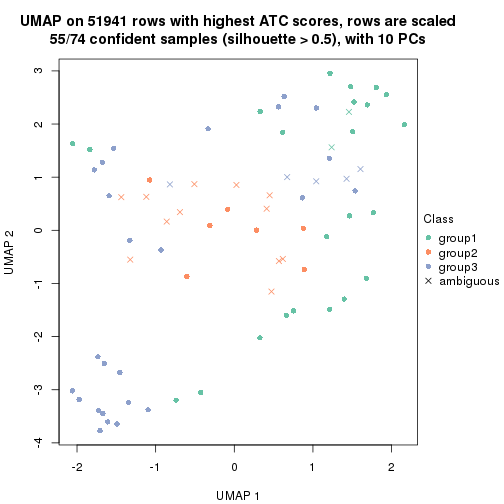 UMAP on 51941 rows with highest ATC scores, rows are scaled
55/74 confident samples (silhouette > 0.5), with 10 PCs
3
2
1
0
-1
-2
-3
-4
UMAP 2
-2
-1
0
1
2
UMAP 1
Class
group1
group2
group3
ambiguous